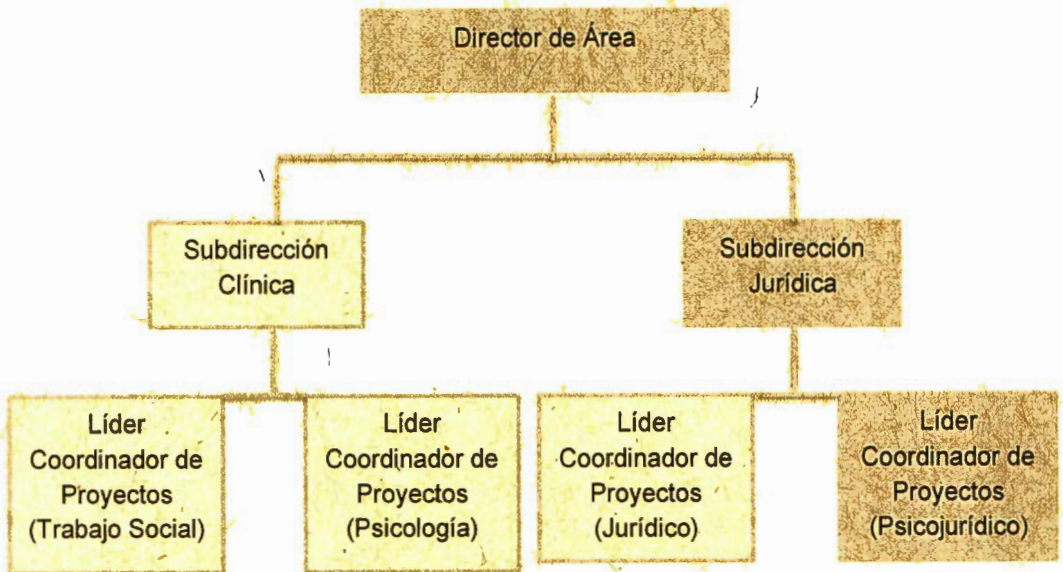 Director de Área
Subdirección
Clínica
Subdirección
Jurídica
Líder
Coordinador de
Proyectos
(Trabajo Social)
Líder
Coordinador de
Proyectos
(Psicología)
Líder
Coordinador de
Proyectos
(Jurídico)
Líder
Coordinador de
Proyectos
(Psicojurídico)